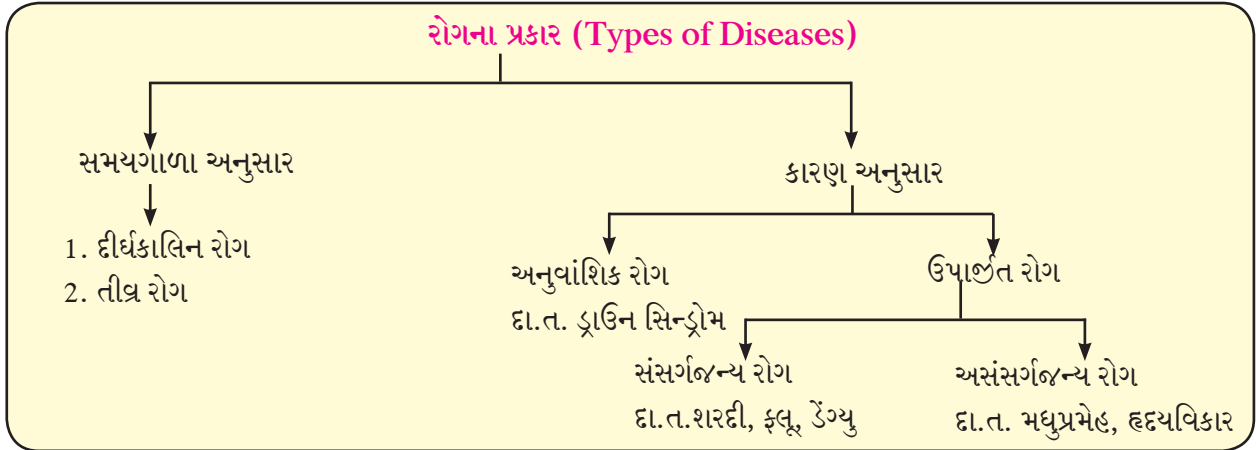 રોગના પ્રકાર (Types of Diseases)
સમયગાળા અનુસાર
1. દીર્ઘકાલિન રોગ
2. તીવ્ર રોગ
કારણ અનુસાર
અનુવાંશિક રોગ
દા.ત. ડ્રાઉન સિન્ડ્રોમ
ઉપાર્જીત રોગ
સંસર્ગજન્ય રોગ
દા.ત.શરદી, ફ્લૂ, ડેંગ્યુ
અસંસર્ગજન્ય રોગ
દા.ત. મધુપ્રમેહ, હૃદયવિકાર